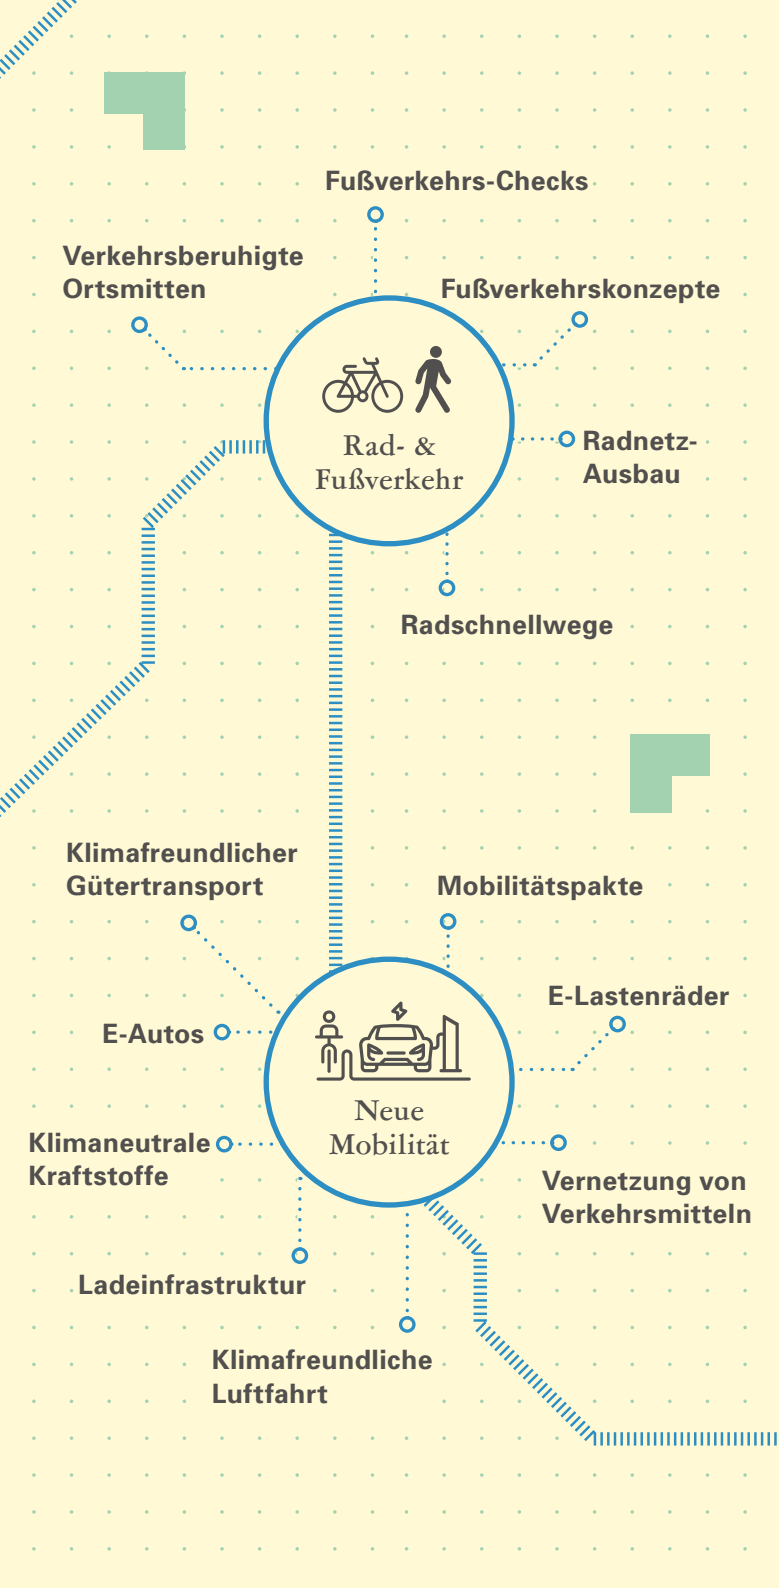 Fußverkehrs-Checks
Verkehrsberuhigte
Ortsmitten
Fußverkehrskonzepte
Rad- &
Fußverkehr
Radnetz-
Ausbau
Radschnellwege
Klimafreundlicher
Gütertransport
Mobilitätspakte
E-Lastenräder
E-Autos
Neue
Mobilität
Klimaneutrale
Kraftstoffe
Vernetzung von
Verkehrsmitteln
Ladeinfrastruktur
Klimafreundliche
Luftfahrt